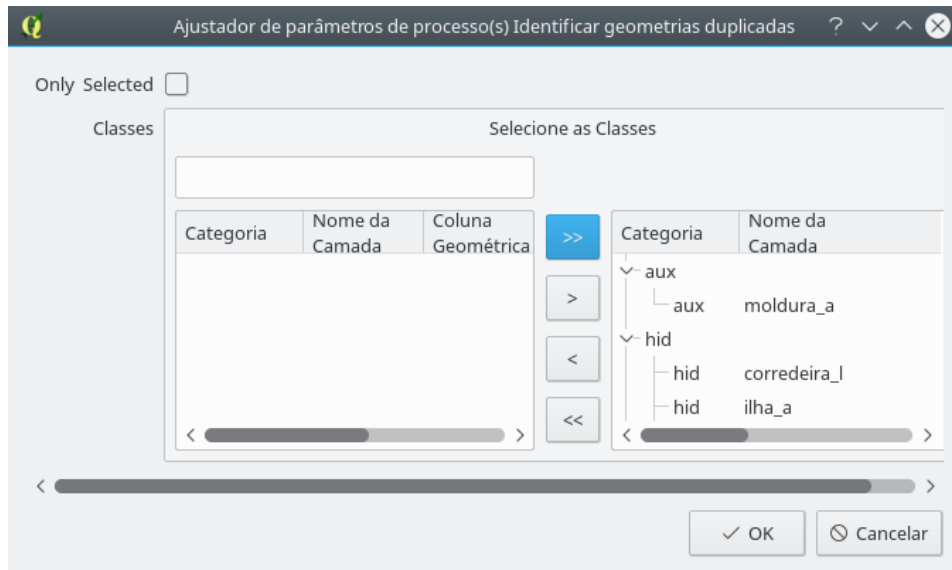 Ajustador de parâmetros de processo(s) Identificar geometrias duplicadas
Only Selected
Classes
Selecione as Classes
Categoria
Nome da
Camada
Coluna
Geométrica
>>
>
<
<<
Categoria
Nome da
Camada
aux
aux moldura_a
hid
hid corredeira_l
hid ilha_a
OK
Cancelar